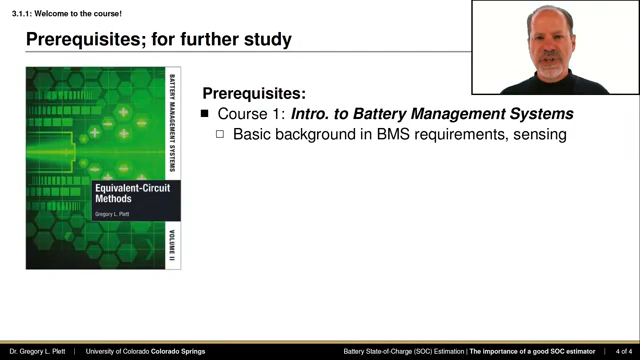 3.1.1: Welcome to the course!
Prerequisites; for further study
BATTERY MANAGEMENT SYSTEMS
Equivalent-Circuit
Methods
Gregory L. Plett
VOLUME II
Prerequisites:
Course 1: Intro. to Battery Management Systems
Basic background in BMS requirements, sensing
Dr. Gregory L. Plett | University of Colorado Colorado Springs
Battery State-of-Charge (SOC) Estimation | The importance of a good SOC estimator | 4 of 4